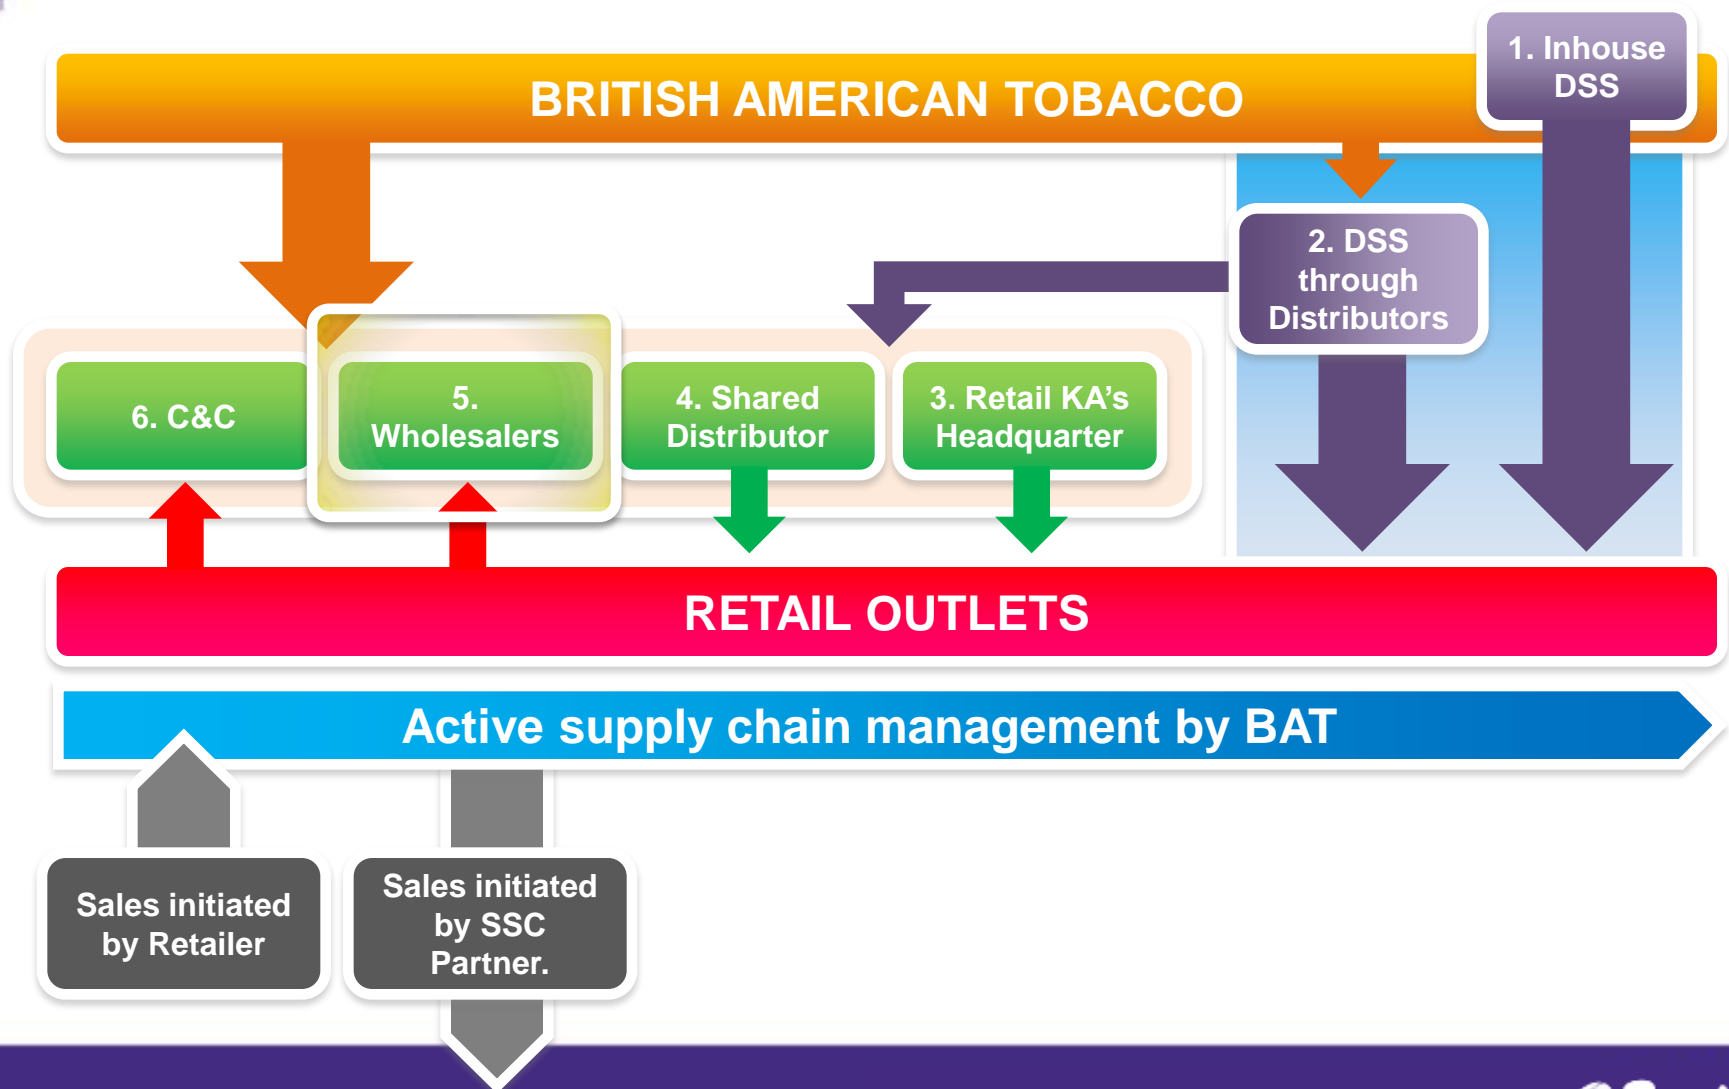 1. Inhouse
DSS
BRITISH AMERICAN TOBACCO
2. DSS
through
Distributors
6. C&C
5.
Wholesalers
4. Shared
Distributor
3. Retail KA's
Headquarter
RETAIL OUTLETS
Active supply chain management by BAT
Sales initiated
by Retailer
Sales initiated
by SSC
Partner.